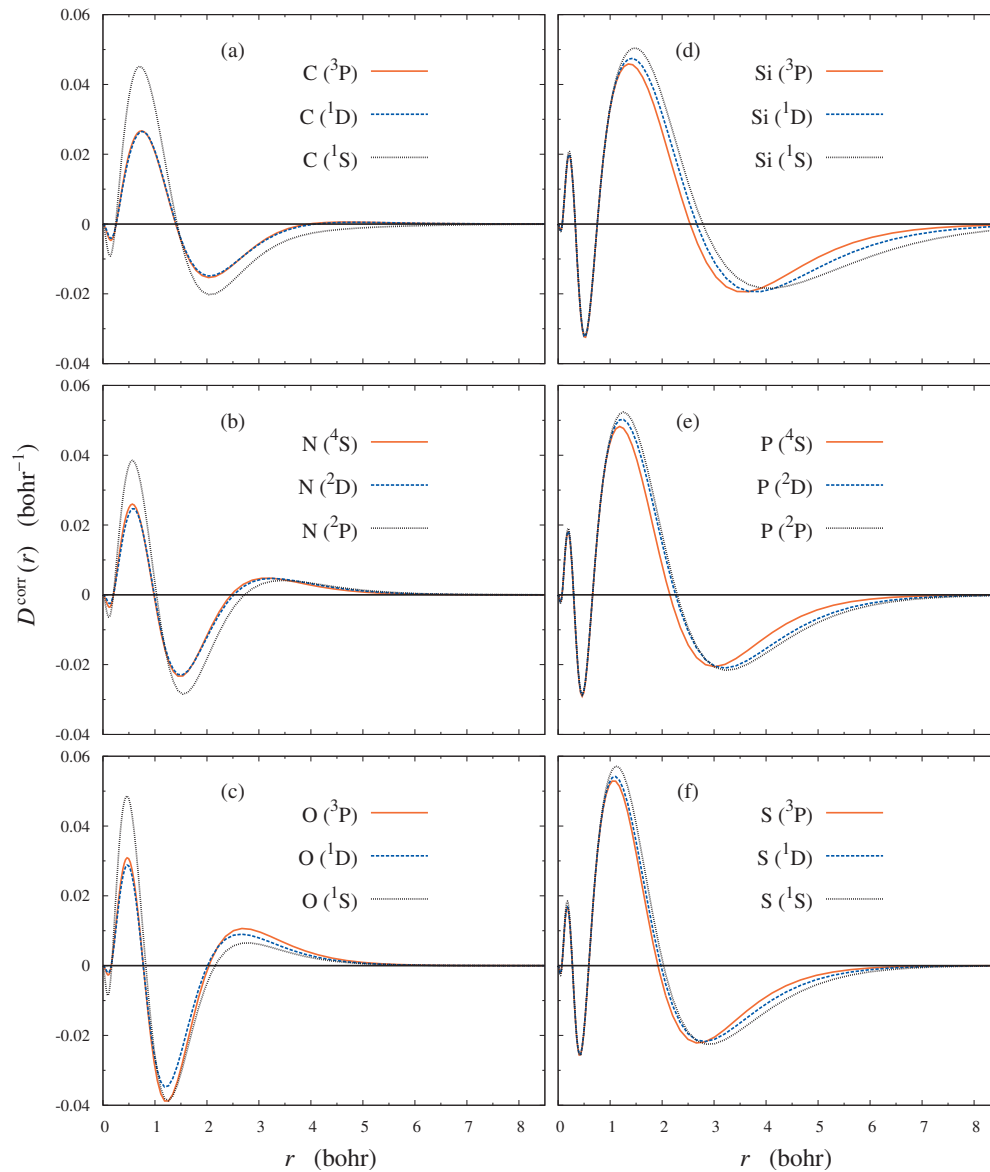 0.06
0.04
0.02
0
-0.02
-0.04
(a)
C (³P)
C (¹D)
C (¹S)
(d)
Si (³P)
Si (¹D)
Si (¹S)
0.06
0.04
0.02
0
-0.02
-0.04
(b)
N (⁴S)
N (²D)
N (²P)
(e)
P (⁴S)
P (²D)
P (²P)
D^corr(r) (bohr⁻¹)
0.06
0.04
0.02
0
-0.02
-0.04
(c)
O (³P)
O (¹D)
O (¹S)
(f)
S (³P)
S (¹D)
S (¹S)
0 1 2 3 4 5 6 7 8
0 1 2 3 4 5 6 7 8
r (bohr)
r (bohr)